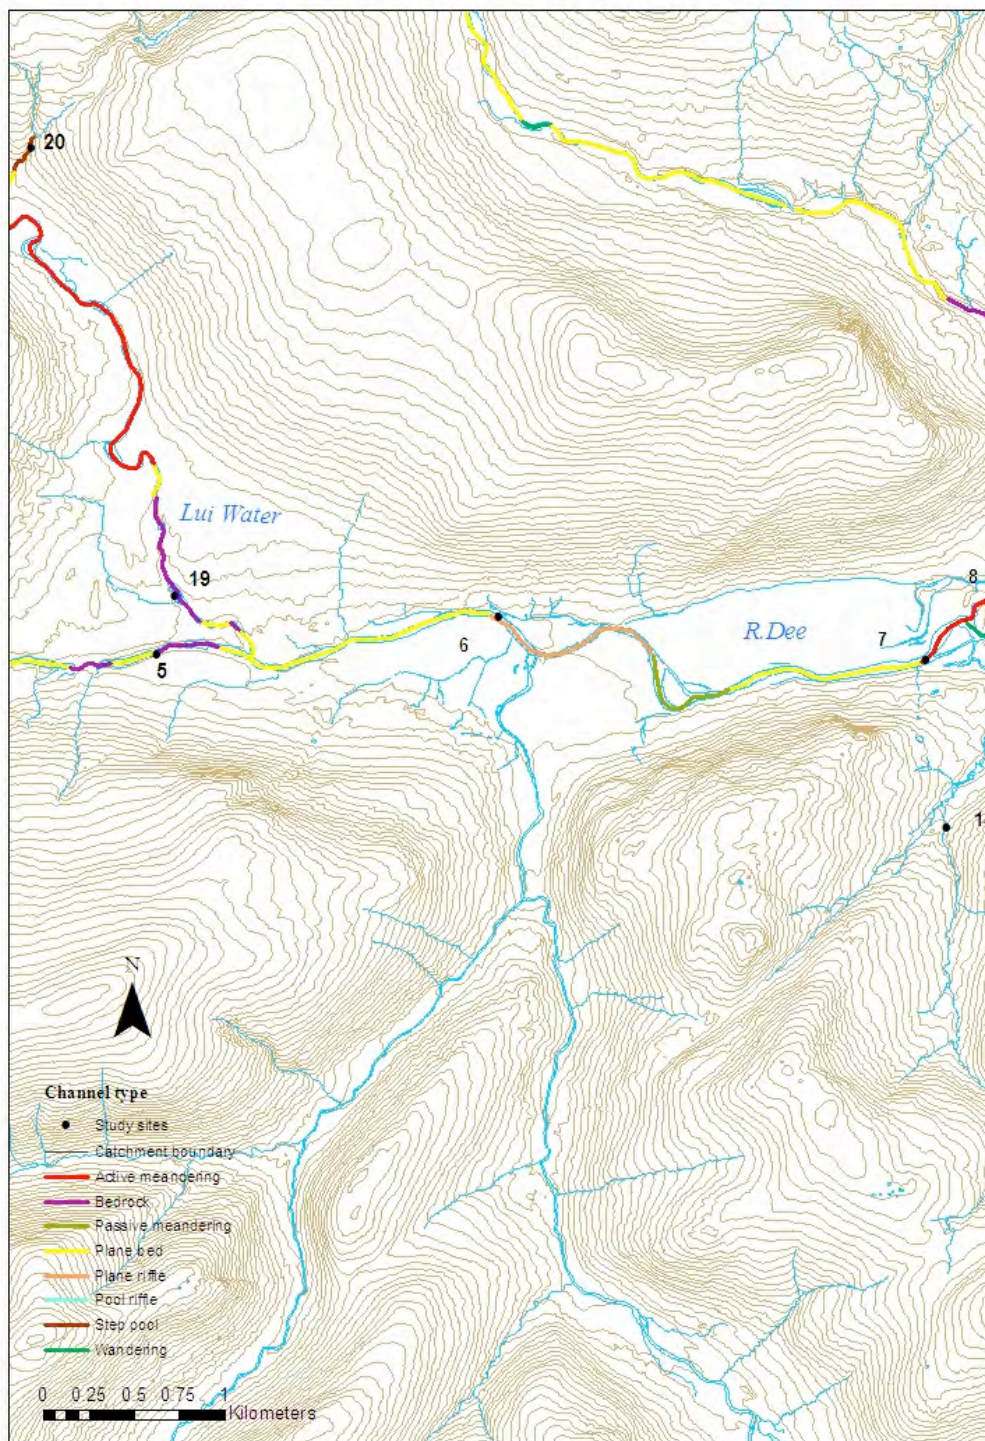 20
Lui Water
19
8
R.Dee
7
6
5
N
Channel type
Study sites
Catchment boundary
Active meandering
Bedrock
Passive meandering
Plane bed
Plane riffle
Pool riffle
Step pool
Wandering
0 0.25 0.5 0.75 1
Kilometers